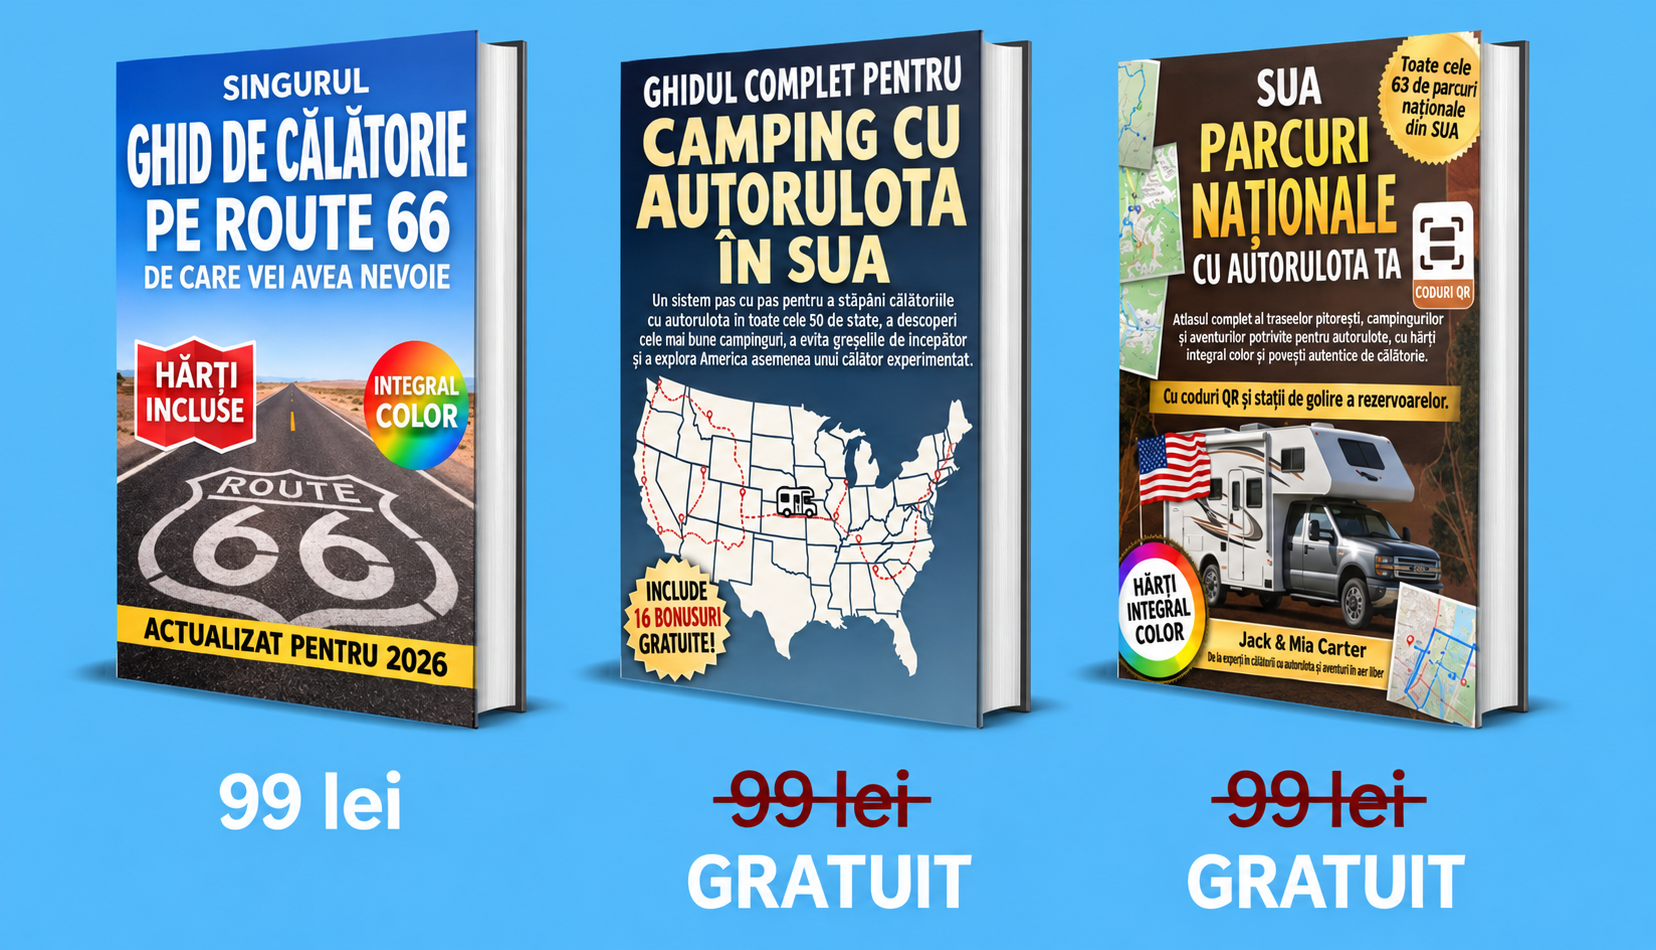 SINGURUL
GHID DE CĂLĂTORIE
PE ROUTE 66
DE CARE VEI AVEA NEVOIE
HĂRȚI
INCLUSE
INTEGRAL
COLOR
ROUTE
66
ACTUALIZAT PENTRU 2026
99 lei
GHIDUL COMPLET PENTRU
CAMPING CU
AUTORULOTA
ÎN SUA
Un sistem pas cu pas pentru a stăpâni călătoriile
cu autorulota in toate cele 50 de state, a descoperi
cele mai bune campinguri, a evita greșelile de începător
și a explora America asemenea unui călător experimentat.
INCLUDE
16 BONUSURI
GRATUITE!
99 lei
GRATUIT
Toate cele
63 de parcuri
naționale
din SUA
SUA
PARCURI
NAȚIONALE
CU AUTORULOTA TA
CODURI QR
Atlasul complet al traseelor pitorești, campingurilor
și aventurilor potrivite pentru autorulote, cu hărți
integral color și povești autentice de călătorie.
Cu coduri QR și stații de golire a rezervoarelor.
HĂRȚI
INTEGRAL
COLOR
Jack & Mia Carter
De la experți în călătorii cu autorulota și aventuri în aer liber
99 lei
GRATUIT